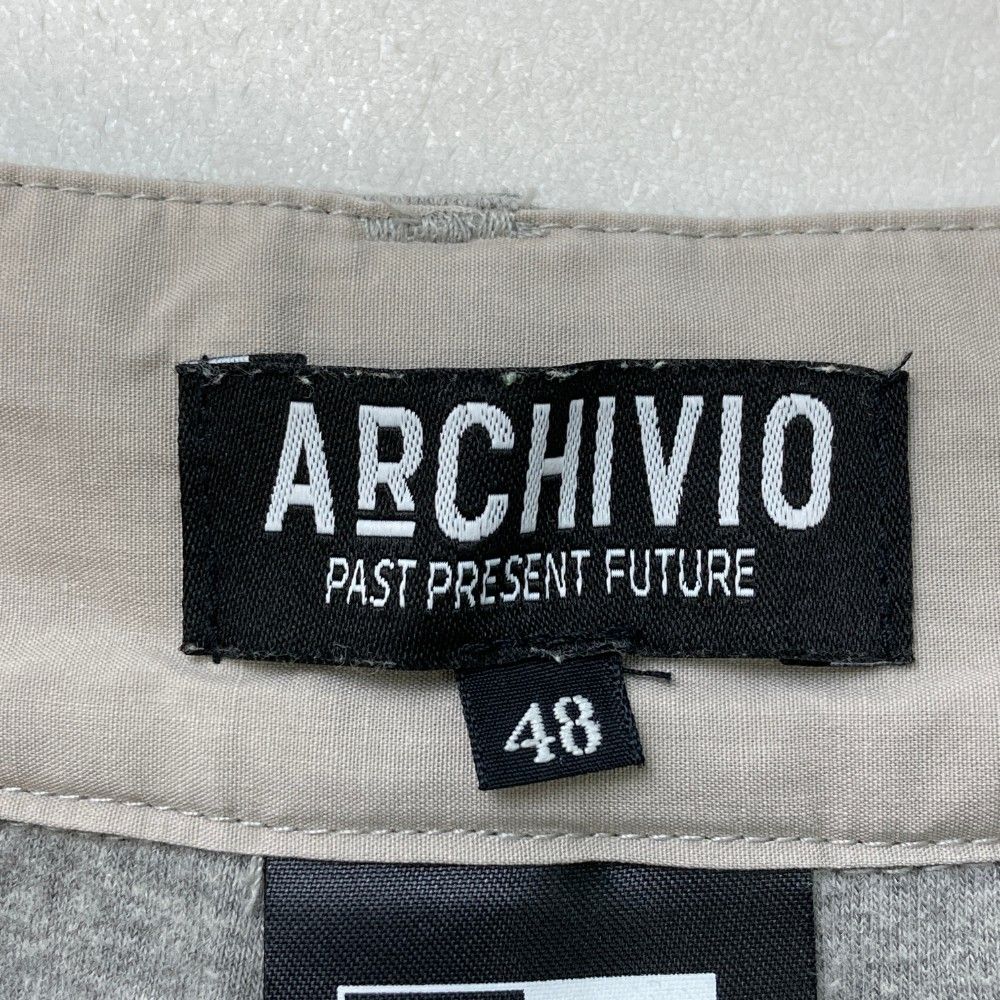 ARCHIVIO
PAST PRESENT FUTURE
48